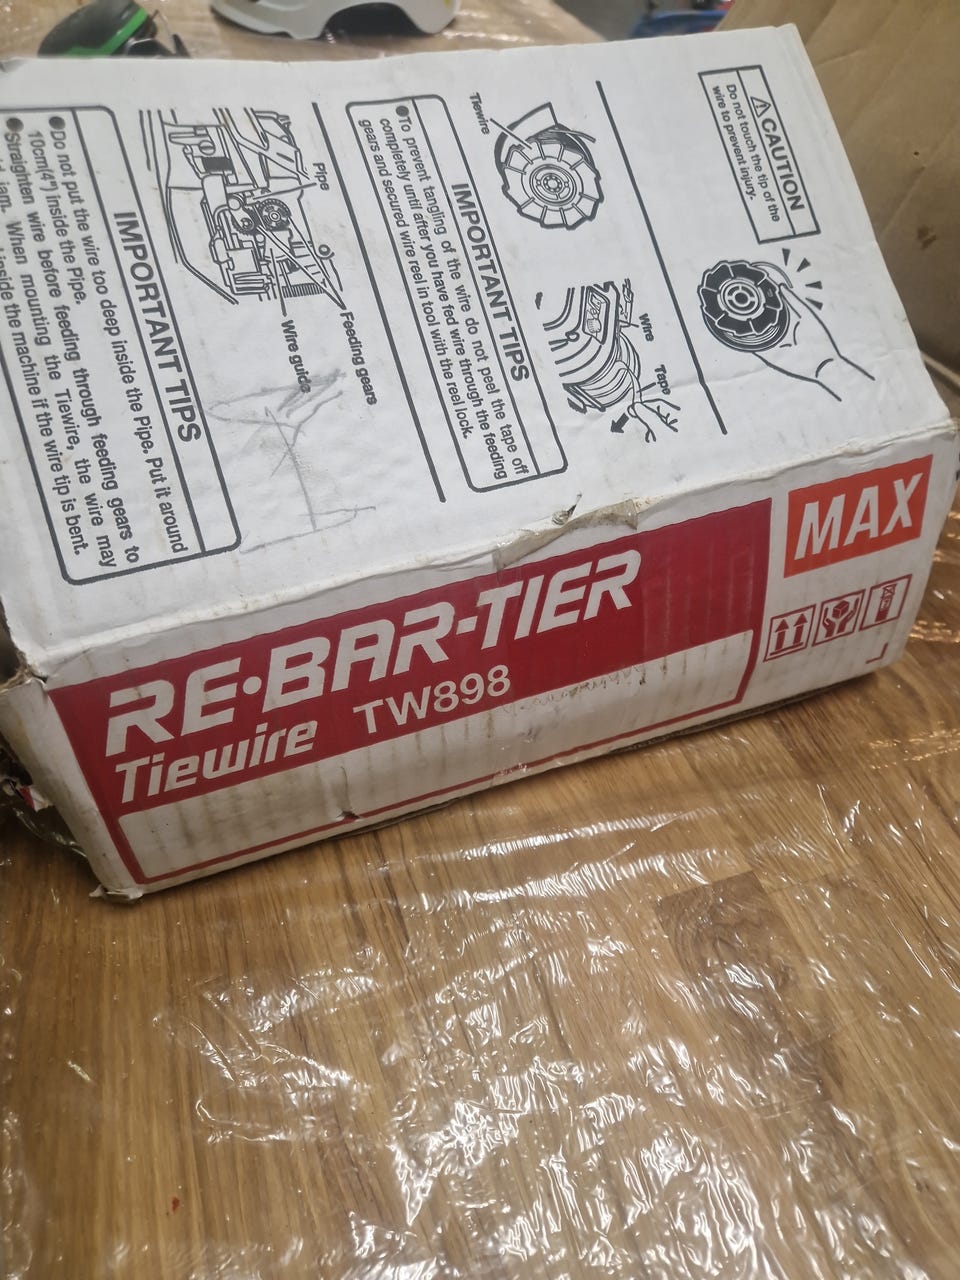 ⚠CAUTION
Do not touch the tip of the
wire to prevent injury.
Tiewire
Wire
Tape
IMPORTANT TIPS
●To prevent tangling of the wire do not peel the tape off
completely until after you have fed wire through the feeding
gears and secured wire reel in tool with the reel lock.
Pipe
Feeding gears
Wire guide
IMPORTANT TIPS
●Do not put the wire too deep inside the Pipe. Put it around
10cm(4") inside the Pipe.
●Straighten wire before feeding through feeding gears to
jam. When mounting the Tiewire, the wire may
inside the machine if the wire tip is bent.
MAX
RE·BAR-TIER
Tiewire TW898